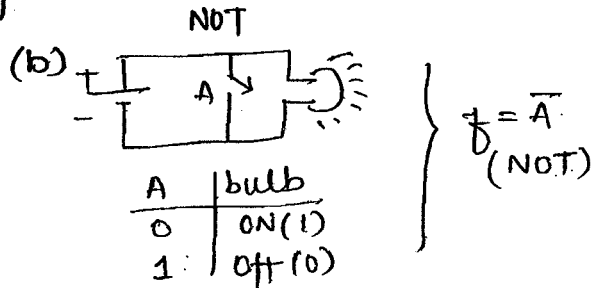 NOT
(b) + -
A
f = A̅
(NOT)
A bulb
0 ON(1)
1 Off (0)